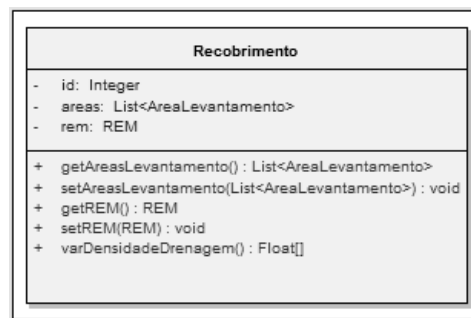 Recobrimento
- id: Integer
- areas: List<AreaLevantamento>
- rem: REM
+ getAreasLevantamento() : List<AreaLevantamento>
+ setAreasLevantamento(List<AreaLevantamento>) : void
+ getREM() : REM
+ setREM(REM) : void
+ varDensidadeDrenagem() : Float[]